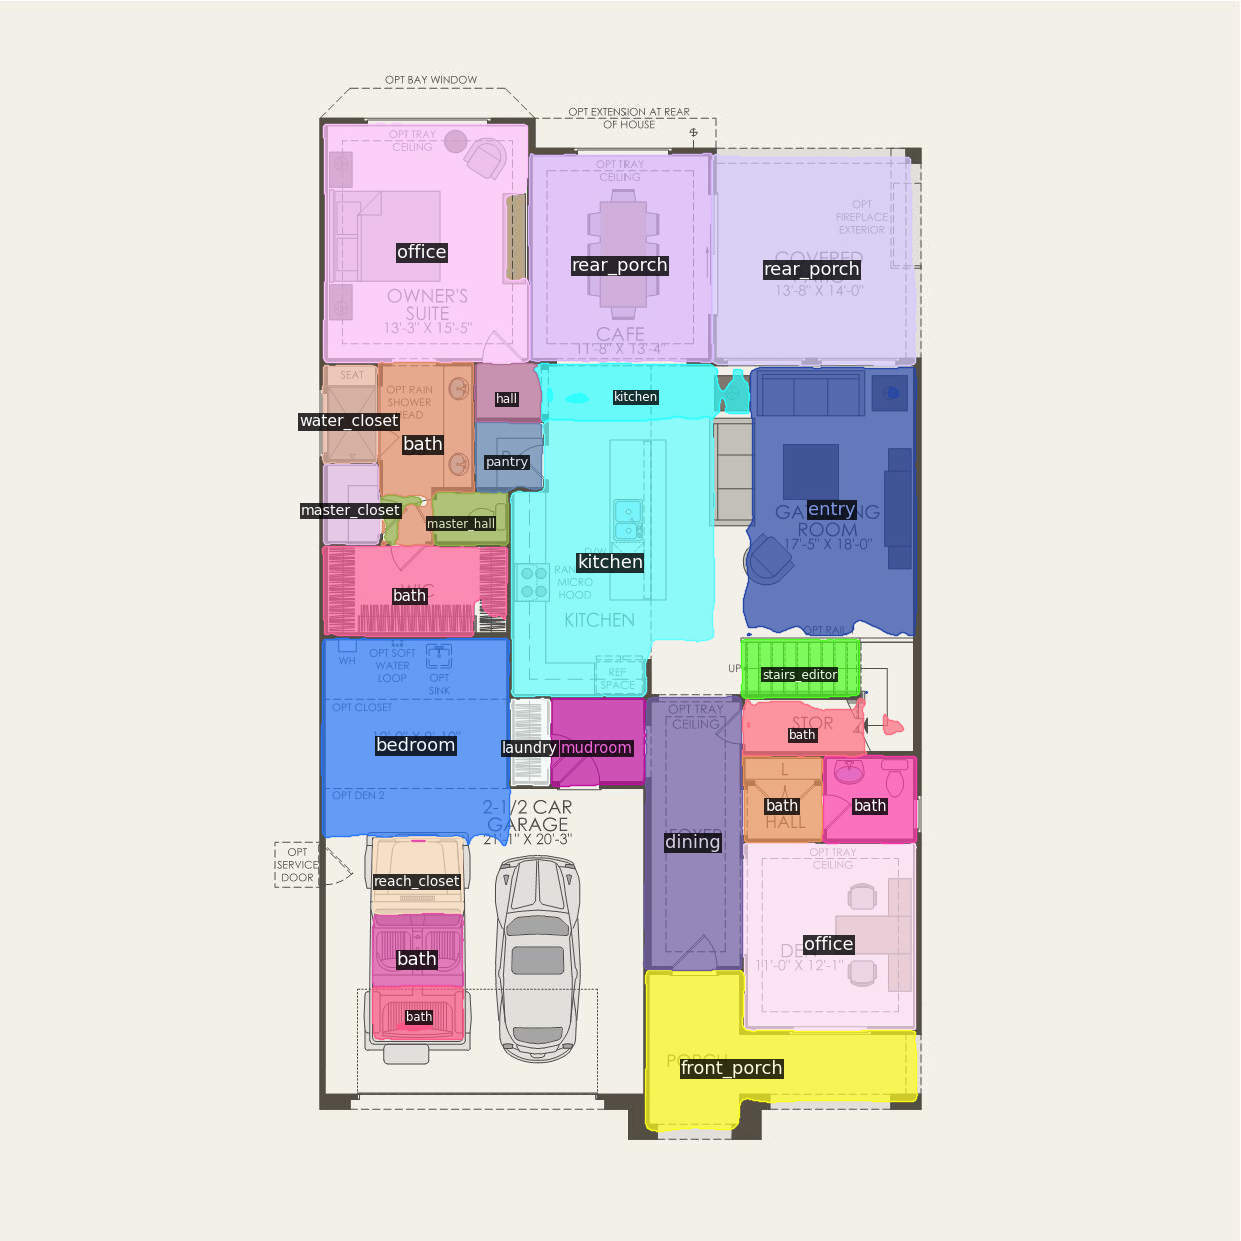 OPT BAY WINDOW
OPT EXTENSION AT REAR
OF HOUSE
OPT TRAY
CEILING
OPT TRAY
CEILING
OPT
FIREPLACE
EXTERIOR
office
rear_porch
rear_porch
COVERED
13'-8" X 14'-0"
OWNER'S
SUITE
13'-3" X 15'-5"
CAFE
11'-8" X 13'-4"
SEAT
OPT RAIN
SHOWER
HEAD
hall
kitchen
water_closet
bath
pantry
master_closet
master_hall
entry
ROOM
17'-5" X 18'-0"
kitchen
MICRO
HOOD
KITCHEN
WIC
bath
OPT RAIL
WH
OPT SOFT
WATER
LOOP
OPT
SINK
REF
SPACE
UP
stairs_editor
OPT CLOSET
OPT TRAY
CEILING
STOR
bath
bedroom
laundry
mudroom
L
OPT DEN 2
bath
bath
HALL
2-1/2 CAR
GARAGE
21'-1" X 20'-3"
dining
OPT
SERVICE
DOOR
OPT TRAY
CEILING
reach_closet
office
11'-0" X 12'-1"
bath
bath
front_porch